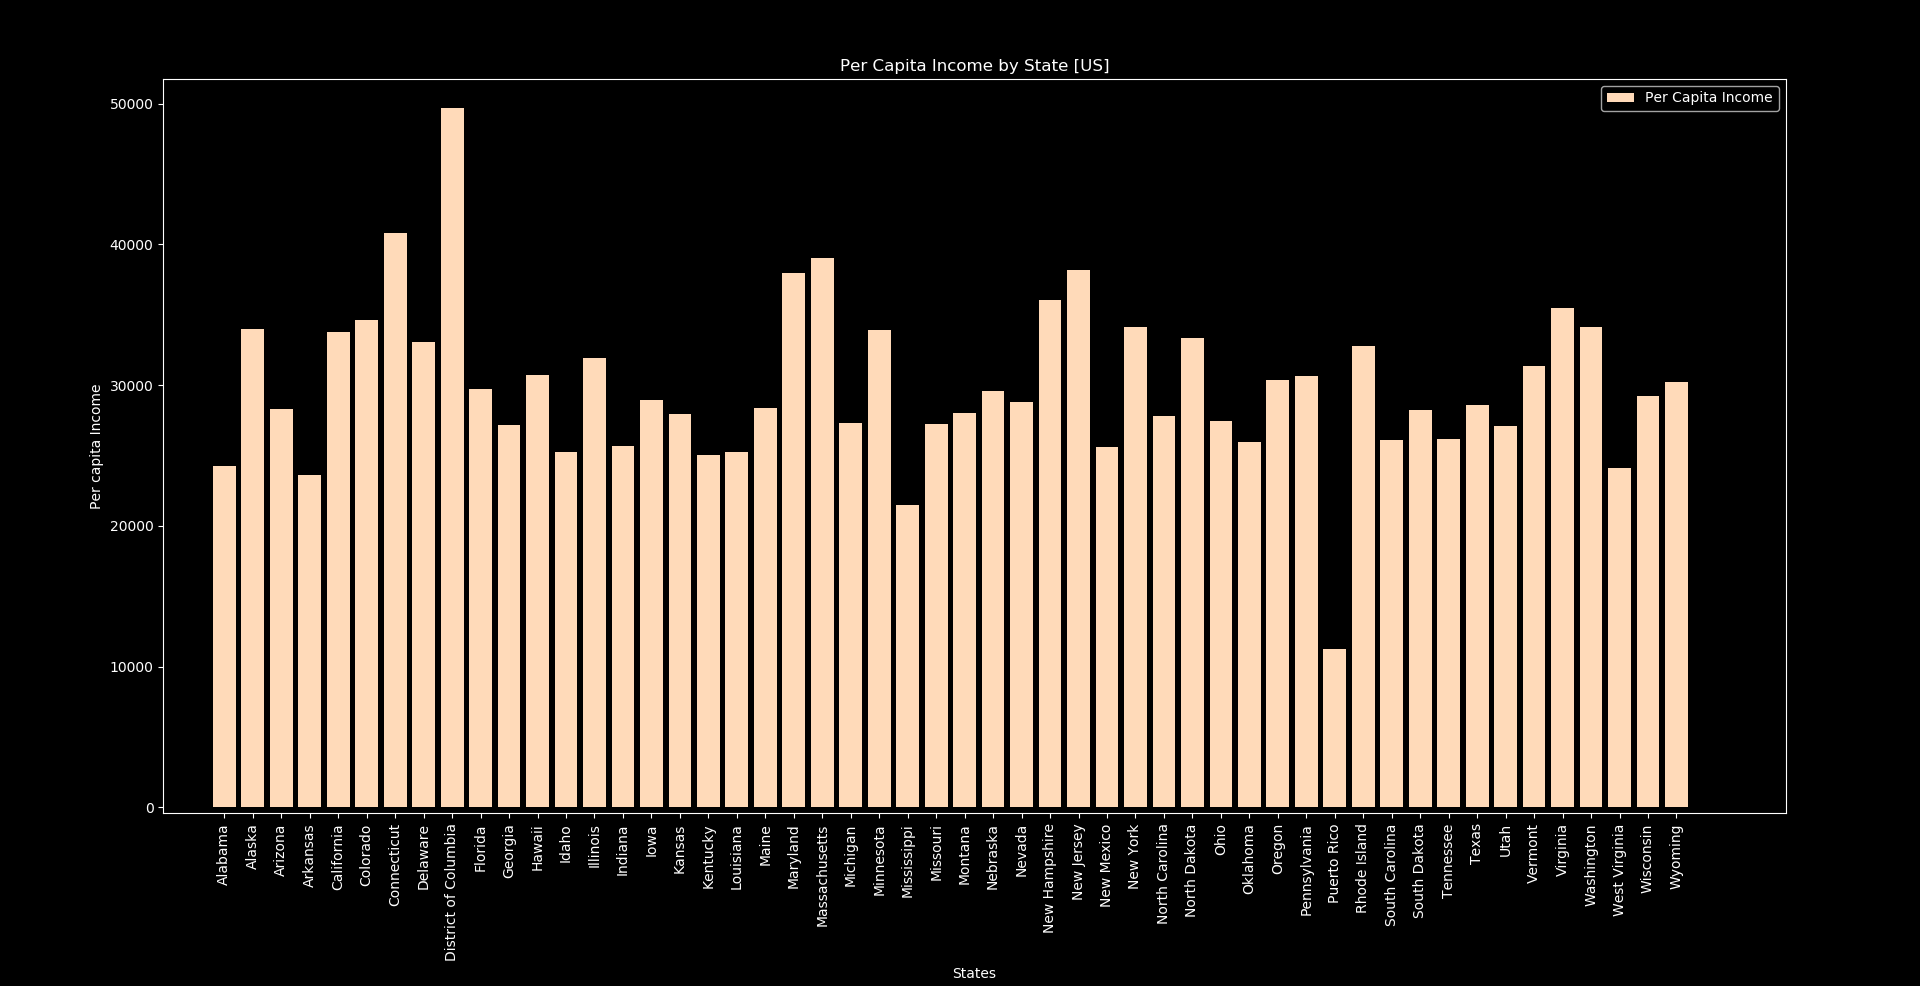 Per Capita Income by State [US]
Per Capita Income
50000
40000
30000
20000
10000
0
Per capita Income
Alabama
Alaska
Arizona
Arkansas
California
Colorado
Connecticut
Delaware
District of Columbia
Florida
Georgia
Hawaii
Idaho
Illinois
Indiana
Iowa
Kansas
Kentucky
Louisiana
Maine
Maryland
Massachusetts
Michigan
Minnesota
Mississippi
Missouri
Montana
Nebraska
Nevada
New Hampshire
New Jersey
New Mexico
New York
North Carolina
North Dakota
Ohio
Oklahoma
Oregon
Pennsylvania
Puerto Rico
Rhode Island
South Carolina
South Dakota
Tennessee
Texas
Utah
Vermont
Virginia
Washington
West Virginia
Wisconsin
Wyoming
States